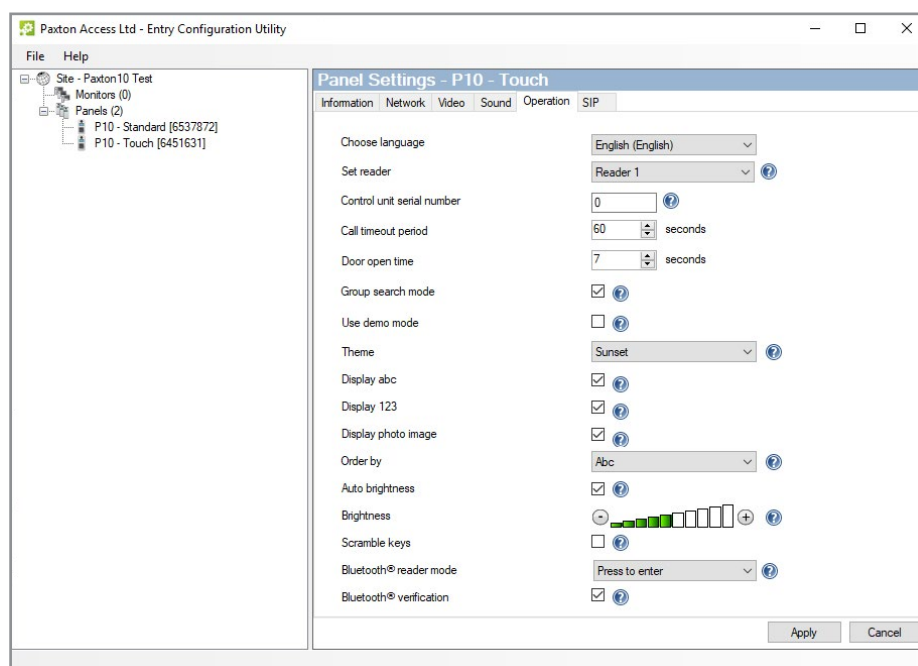 Paxton Access Ltd - Entry Configuration Utility
File Help
Site - Paxton10 Test
Monitors (0)
Panels (2)
P10 - Standard [6537872]
P10 - Touch [6451631]
Panel Settings - P10 - Touch
Information Network Video Sound Operation SIP
Choose language English (English)
Set reader Reader 1 ?
Control unit serial number 0 ?
Call timeout period 60 seconds
Door open time 7 seconds
Group search mode ?
Use demo mode ?
Theme Sunset ?
Display abc ?
Display 123 ?
Display photo image ?
Order by Abc ?
Auto brightness ?
Brightness - + ?
Scramble keys ?
Bluetooth® reader mode Press to enter ?
Bluetooth® verification ?
Apply Cancel